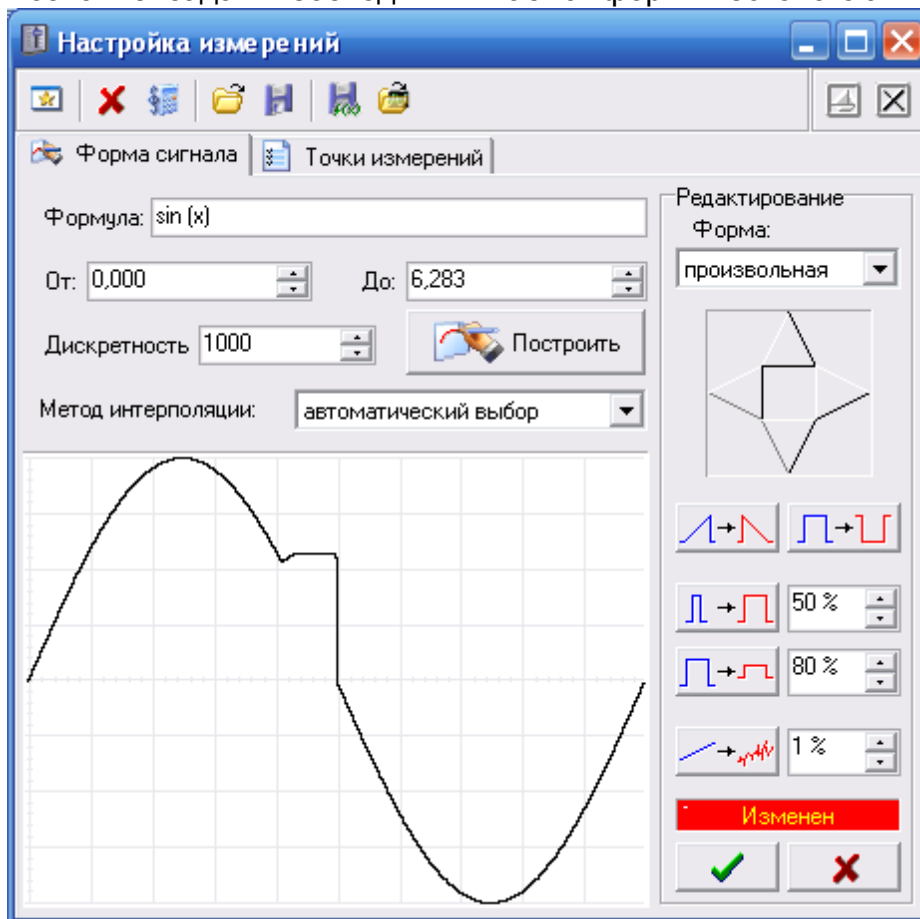 Настройка измерений
Форма сигнала
Точки измерений
Формула: sin (x)
От: 0,000
До: 6,283
Дискретность 1000
Построить
Метод интерполяции: автоматический выбор
Редактирование
Форма:
произвольная
50 %
80 %
1 %
Изменен